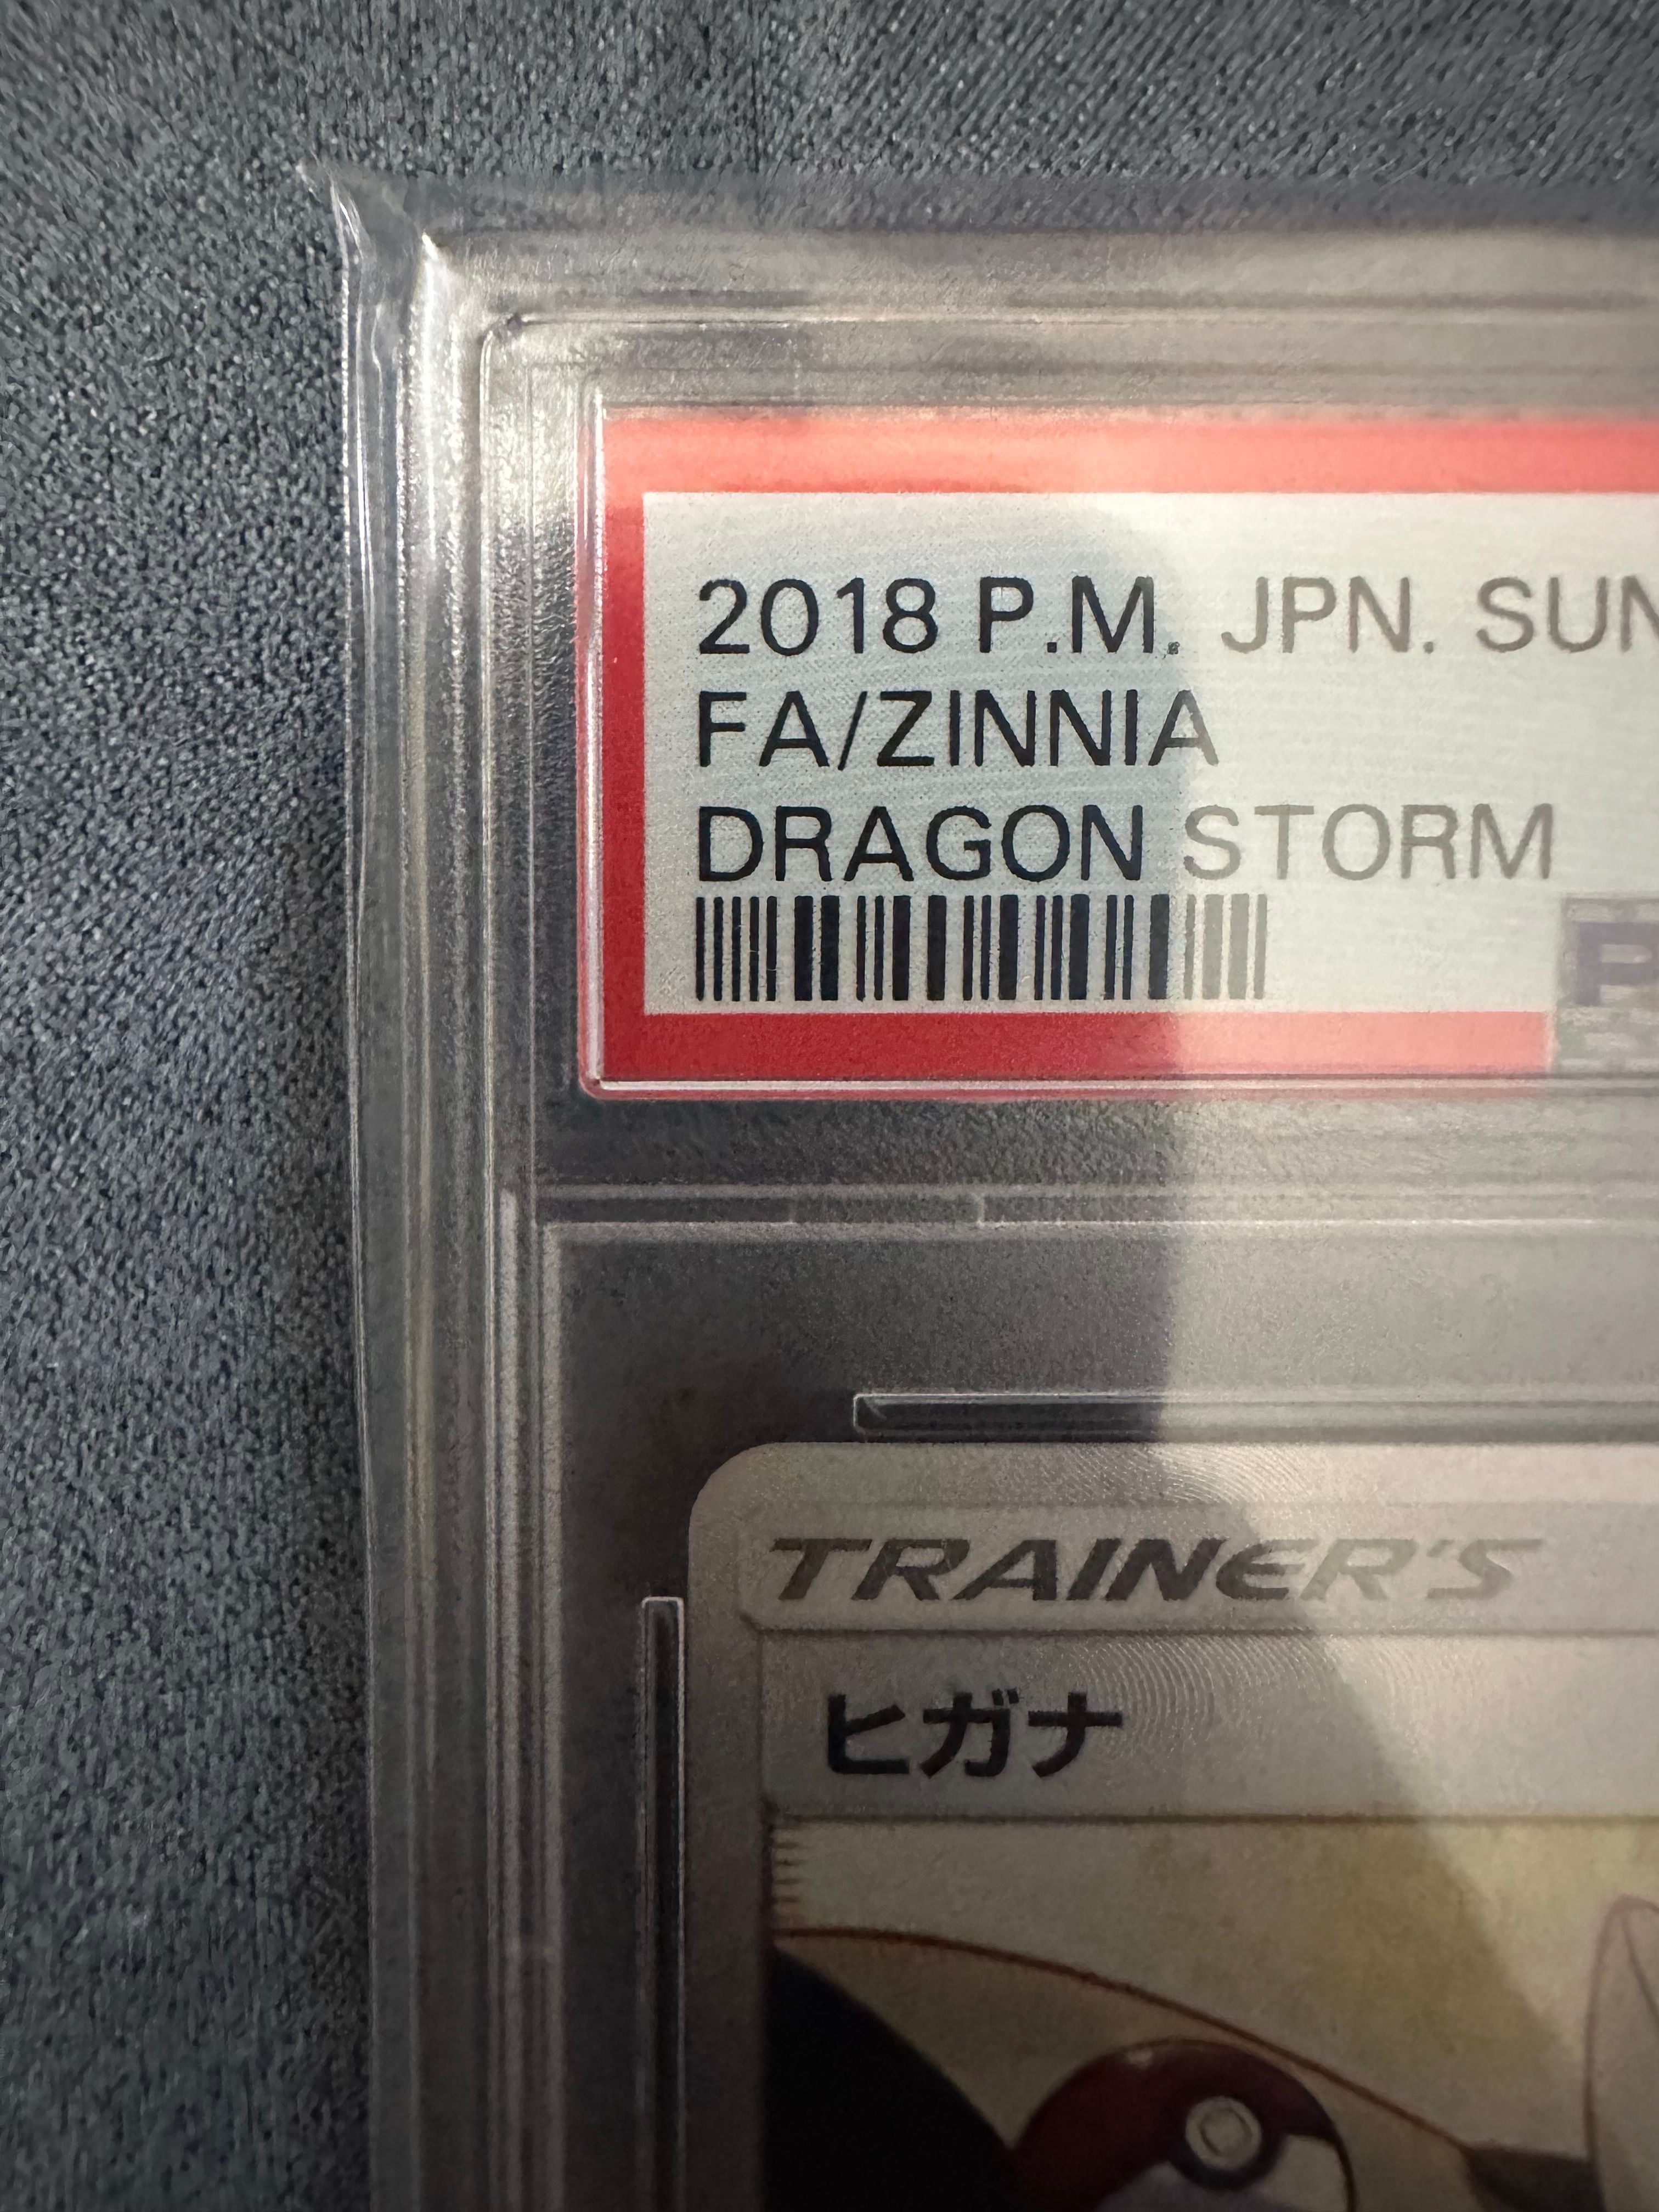 2018 P.M. JPN. SUN
FA/ZINNIA
DRAGON STORM
TRAINER'S
ヒガナ